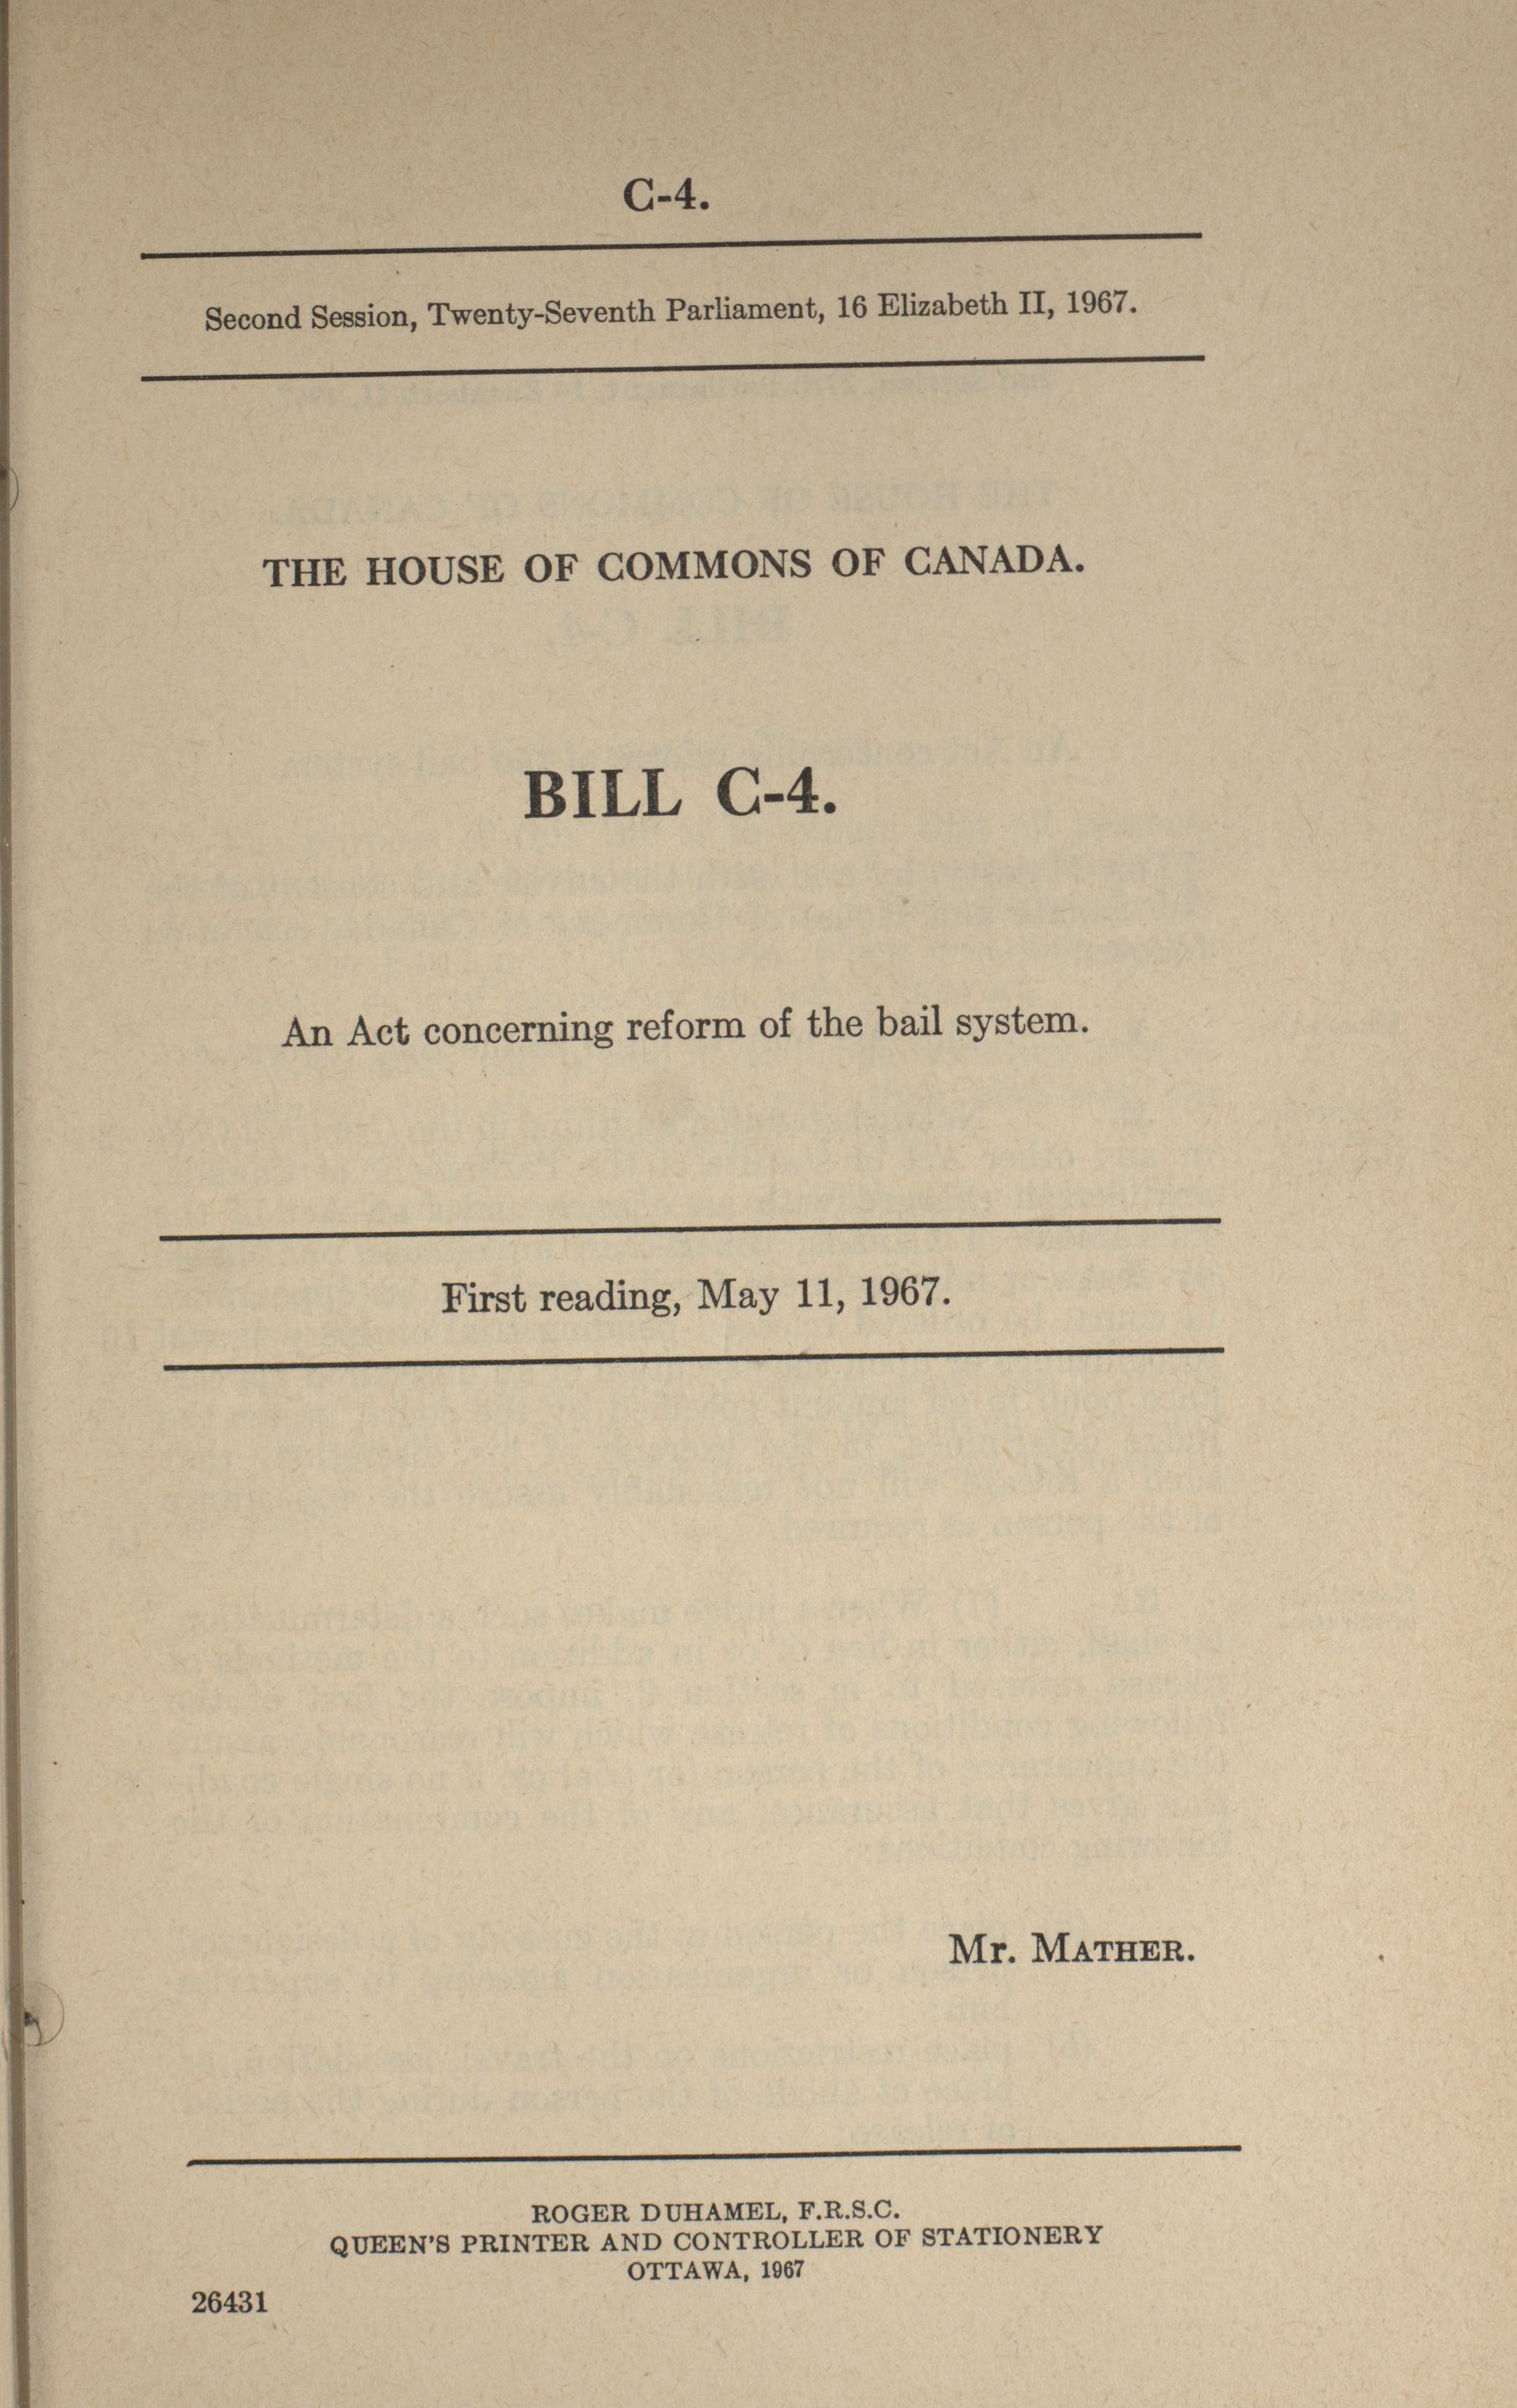 C-4.
Second Session, Twenty-Seventh Parliament, 16 Elizabeth II, 1967.
THE HOUSE OF COMMONS OF CANADA.
BILL C-4.
An Act concerning reform of the bail system.
First reading, May 11, 1967.
Mr. MATHER.
ROGER DUHAMEL, F.R.S.C.
QUEEN'S PRINTER AND CONTROLLER OF STATIONERY
OTTAWA, 1967
26431